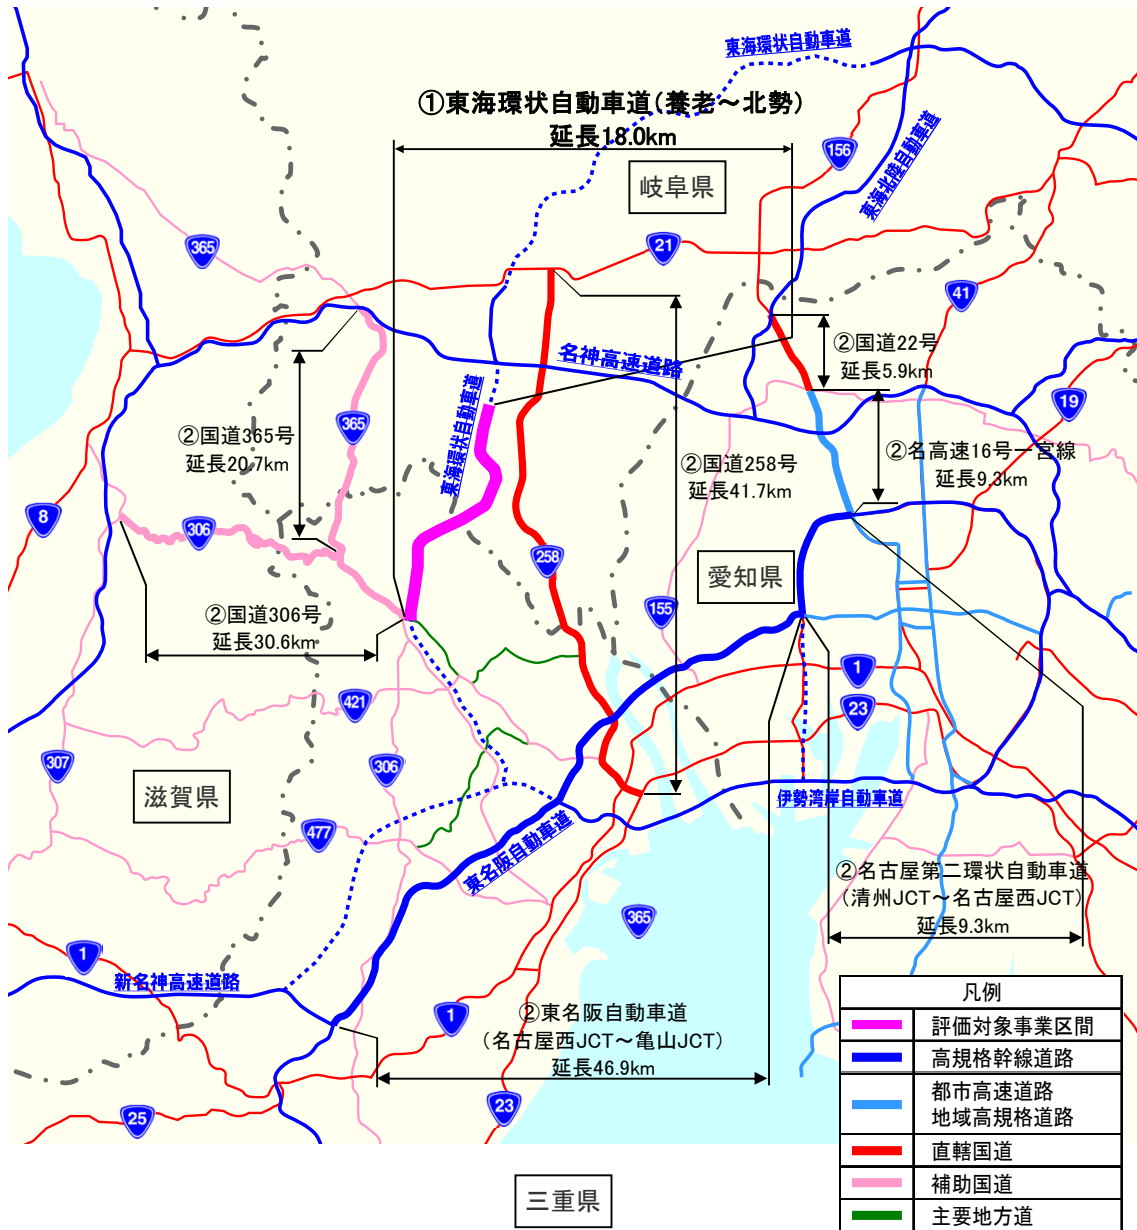 東海環状自動車道
①東海環状自動車道(養老～北勢)
延長18.0km
156
東海北陸自動車道
岐阜県
365
21
41
②国道22号
延長5.9km
名神高速道路
東海環状自動車道
19
365
②国道365号
延長20.7km
②国道258号
延長41.7km
②名高速16号一宮線
延長9.3km
8
306
258
愛知県
155
②国道306号
延長30.6km
1
421
23
307
306
滋賀県
伊勢湾岸自動車道
477
東名阪自動車道
②名古屋第二環状自動車道
(清州JCT～名古屋西JCT)
延長9.3km
365
1
新名神高速道路
1
②東名阪自動車道
(名古屋西JCT～亀山JCT)
延長46.9km
25
23
三重県
凡例
評価対象事業区間
高規格幹線道路
都市高速道路
地域高規格道路
直轄国道
補助国道
主要地方道